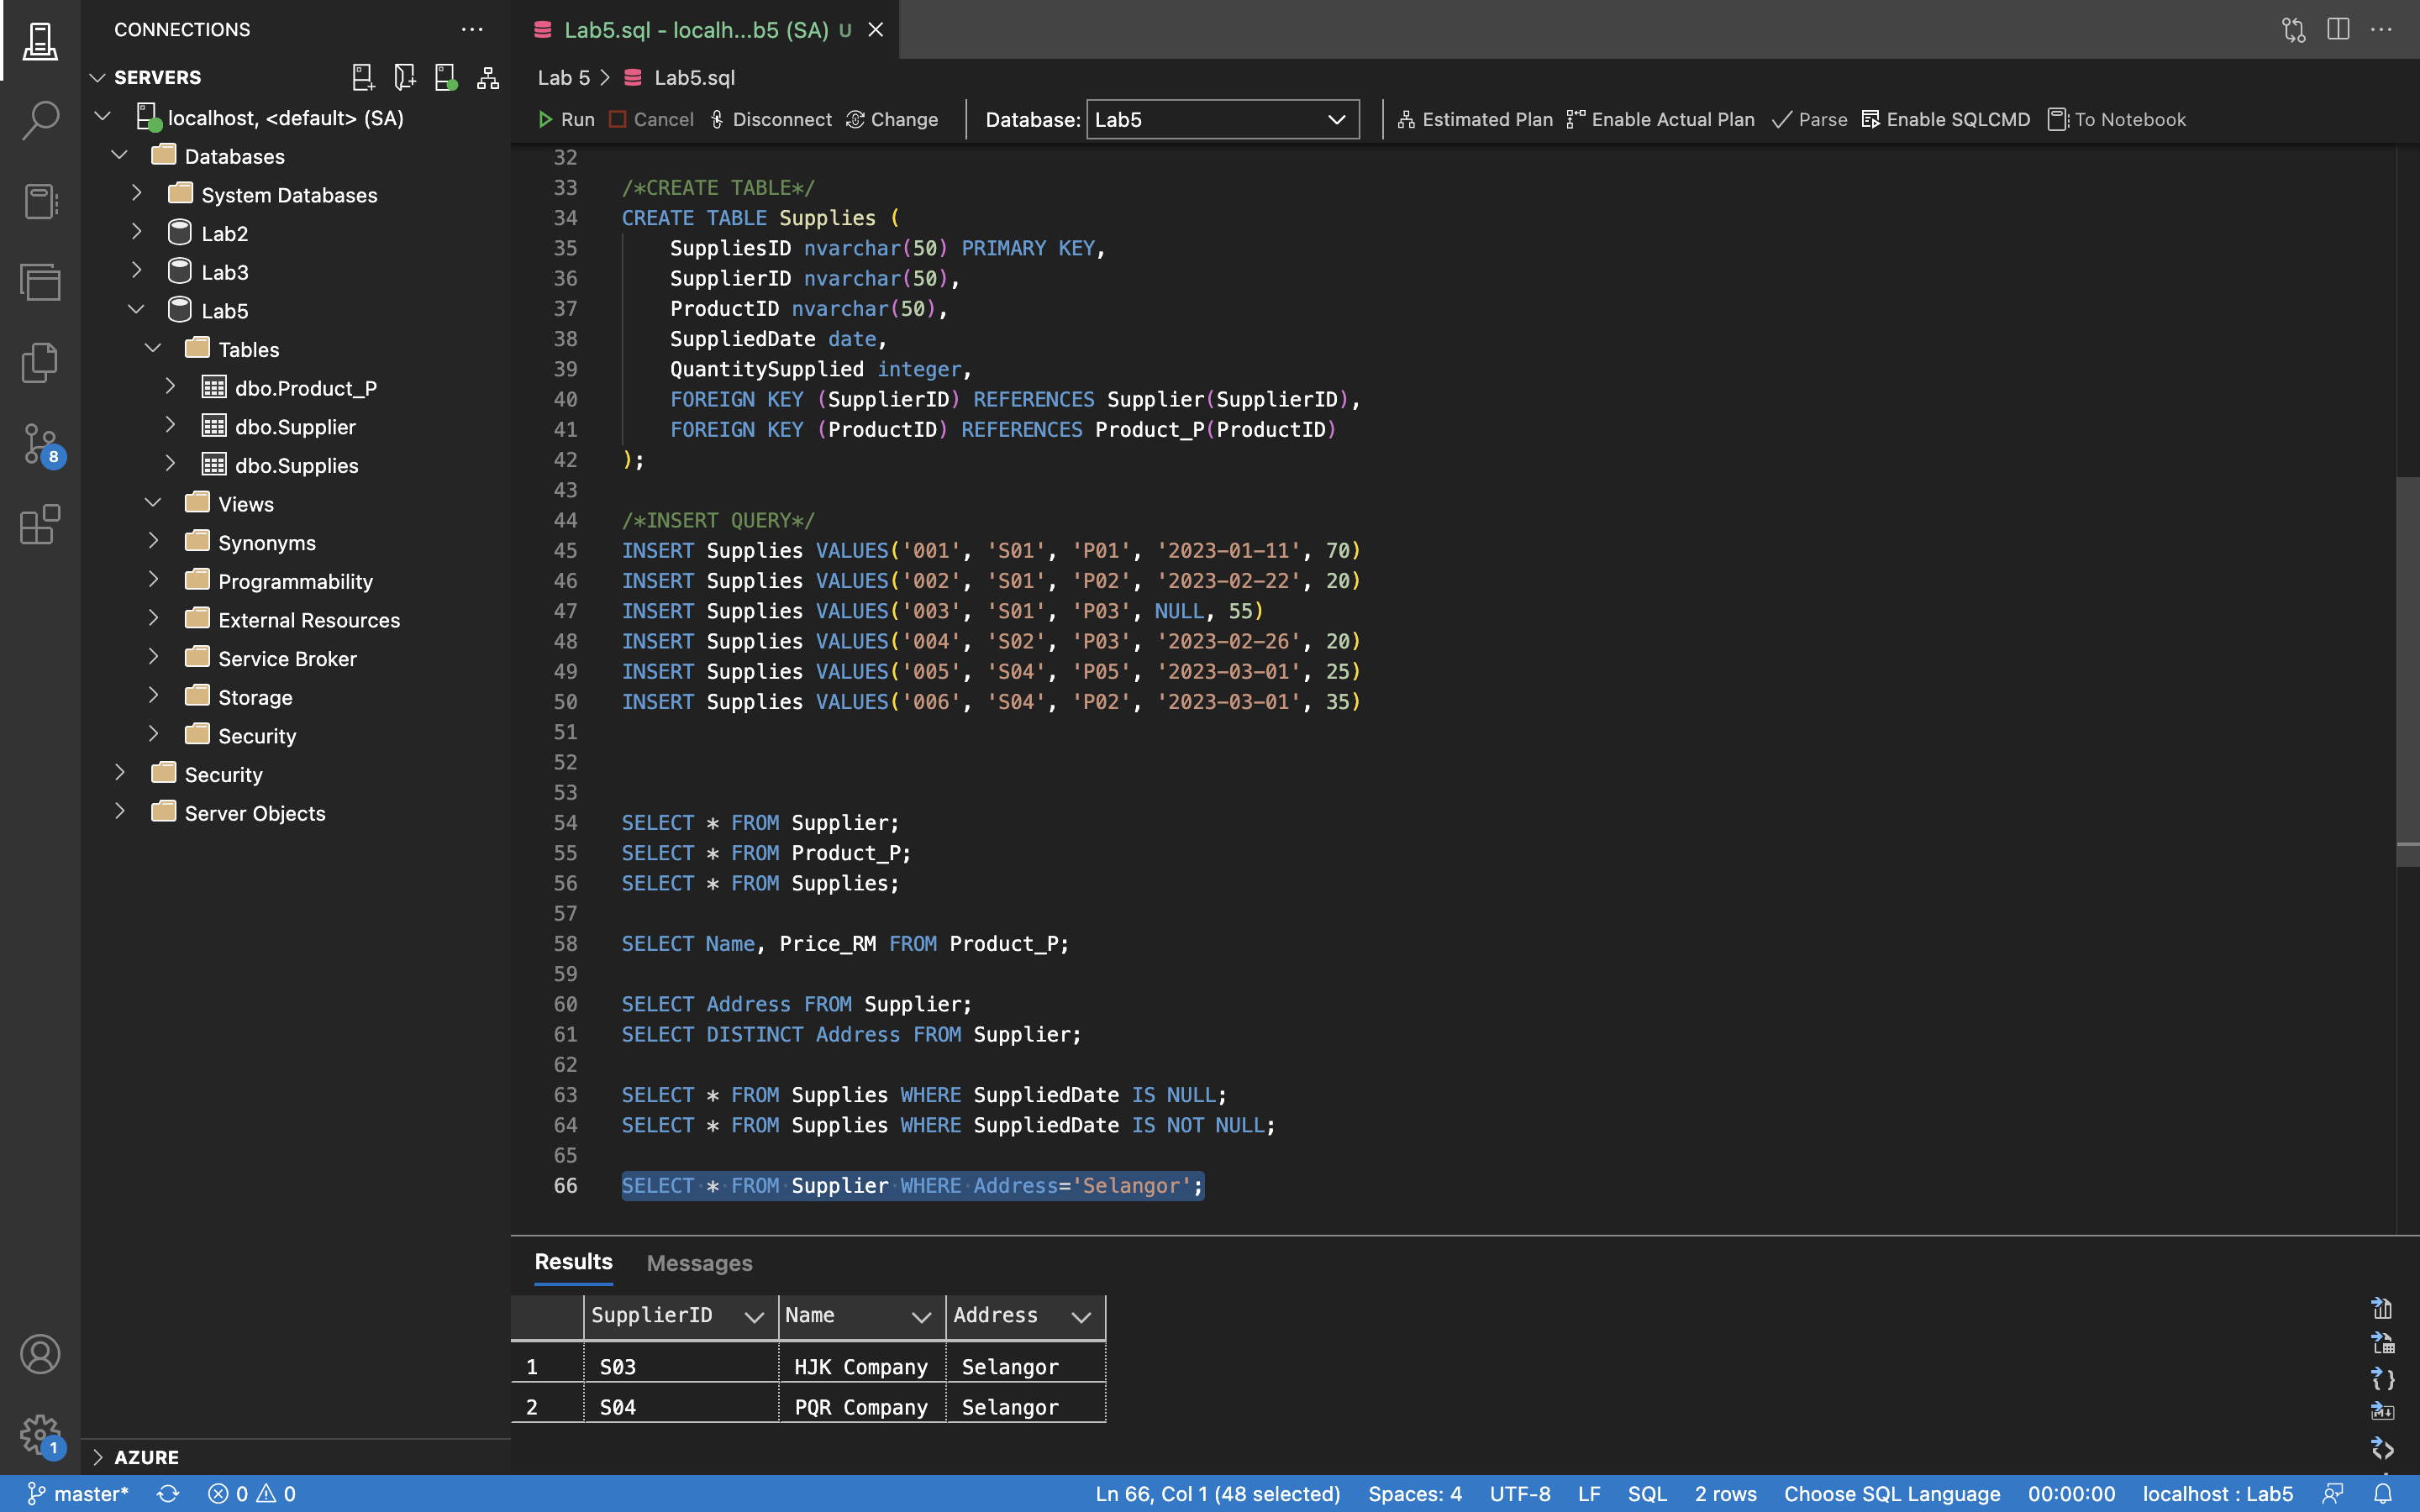 CONNECTIONS
SERVERS
localhost, <default> (SA)
Databases
System Databases
Lab2
Lab3
Lab5
Tables
dbo.Product_P
dbo.Supplier
dbo.Supplies
Views
Synonyms
Programmability
External Resources
Service Broker
Storage
Security
Security
Server Objects
8
1
AZURE
Lab5.sql - localh...b5 (SA) U
Lab 5 > Lab5.sql
Run Cancel Disconnect Change Database: Lab5 Estimated Plan Enable Actual Plan Parse Enable SQLCMD To Notebook
32
33 /*CREATE TABLE*/
34 CREATE TABLE Supplies (
35 SuppliesID nvarchar(50) PRIMARY KEY,
36 SupplierID nvarchar(50),
37 ProductID nvarchar(50),
38 SuppliedDate date,
39 QuantitySupplied integer,
40 FOREIGN KEY (SupplierID) REFERENCES Supplier(SupplierID),
41 FOREIGN KEY (ProductID) REFERENCES Product_P(ProductID)
42 );
43
44 /*INSERT QUERY*/
45 INSERT Supplies VALUES('001', 'S01', 'P01', '2023-01-11', 70)
46 INSERT Supplies VALUES('002', 'S01', 'P02', '2023-02-22', 20)
47 INSERT Supplies VALUES('003', 'S01', 'P03', NULL, 55)
48 INSERT Supplies VALUES('004', 'S02', 'P03', '2023-02-26', 20)
49 INSERT Supplies VALUES('005', 'S04', 'P05', '2023-03-01', 25)
50 INSERT Supplies VALUES('006', 'S04', 'P02', '2023-03-01', 35)
51
52
53
54 SELECT * FROM Supplier;
55 SELECT * FROM Product_P;
56 SELECT * FROM Supplies;
57
58 SELECT Name, Price_RM FROM Product_P;
59
60 SELECT Address FROM Supplier;
61 SELECT DISTINCT Address FROM Supplier;
62
63 SELECT * FROM Supplies WHERE SuppliedDate IS NULL;
64 SELECT * FROM Supplies WHERE SuppliedDate IS NOT NULL;
65
66 SELECT * FROM Supplier WHERE Address='Selangor';
Results Messages
SupplierID Name Address
1 S03 HJK Company Selangor
2 S04 PQR Company Selangor
master* 0 0 Ln 66, Col 1 (48 selected) Spaces: 4 UTF-8 LF SQL 2 rows Choose SQL Language 00:00:00 localhost : Lab5